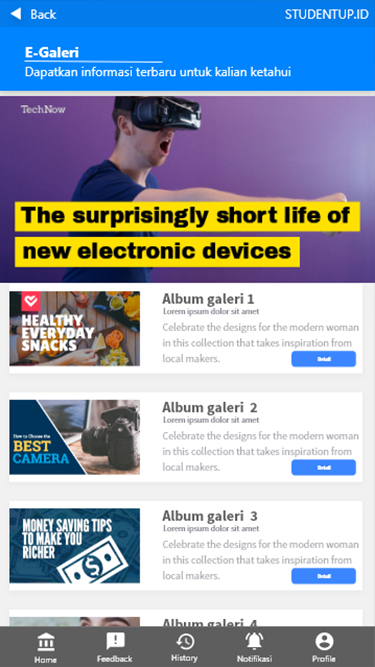 Back
STUDENTUP.ID
E-Galeri
Dapatkan informasi terbaru untuk kalian ketahui
TechNow
The surprisingly short life of
new electronic devices
HEALTHY
EVERYDAY
SNACKS
Album galeri 1
Lorem ipsum dolor sit amet
Celebrate the designs for the modern woman
in this collection that takes inspiration from
local makers.
Detail
How to Choose the
BEST
CAMERA
Album galeri 2
Lorem ipsum dolor sit amet
Celebrate the designs for the modern woman
in this collection that takes inspiration from
local makers.
Detail
MONEY SAVING TIPS
TO MAKE YOU
RICHER
Album galeri 3
Lorem ipsum dolor sit amet
Celebrate the designs for the modern woman
in this collection that takes inspiration from
local makers.
Detail
Album galeri 4
Home
Feedback
History
Notifikasi
Profile